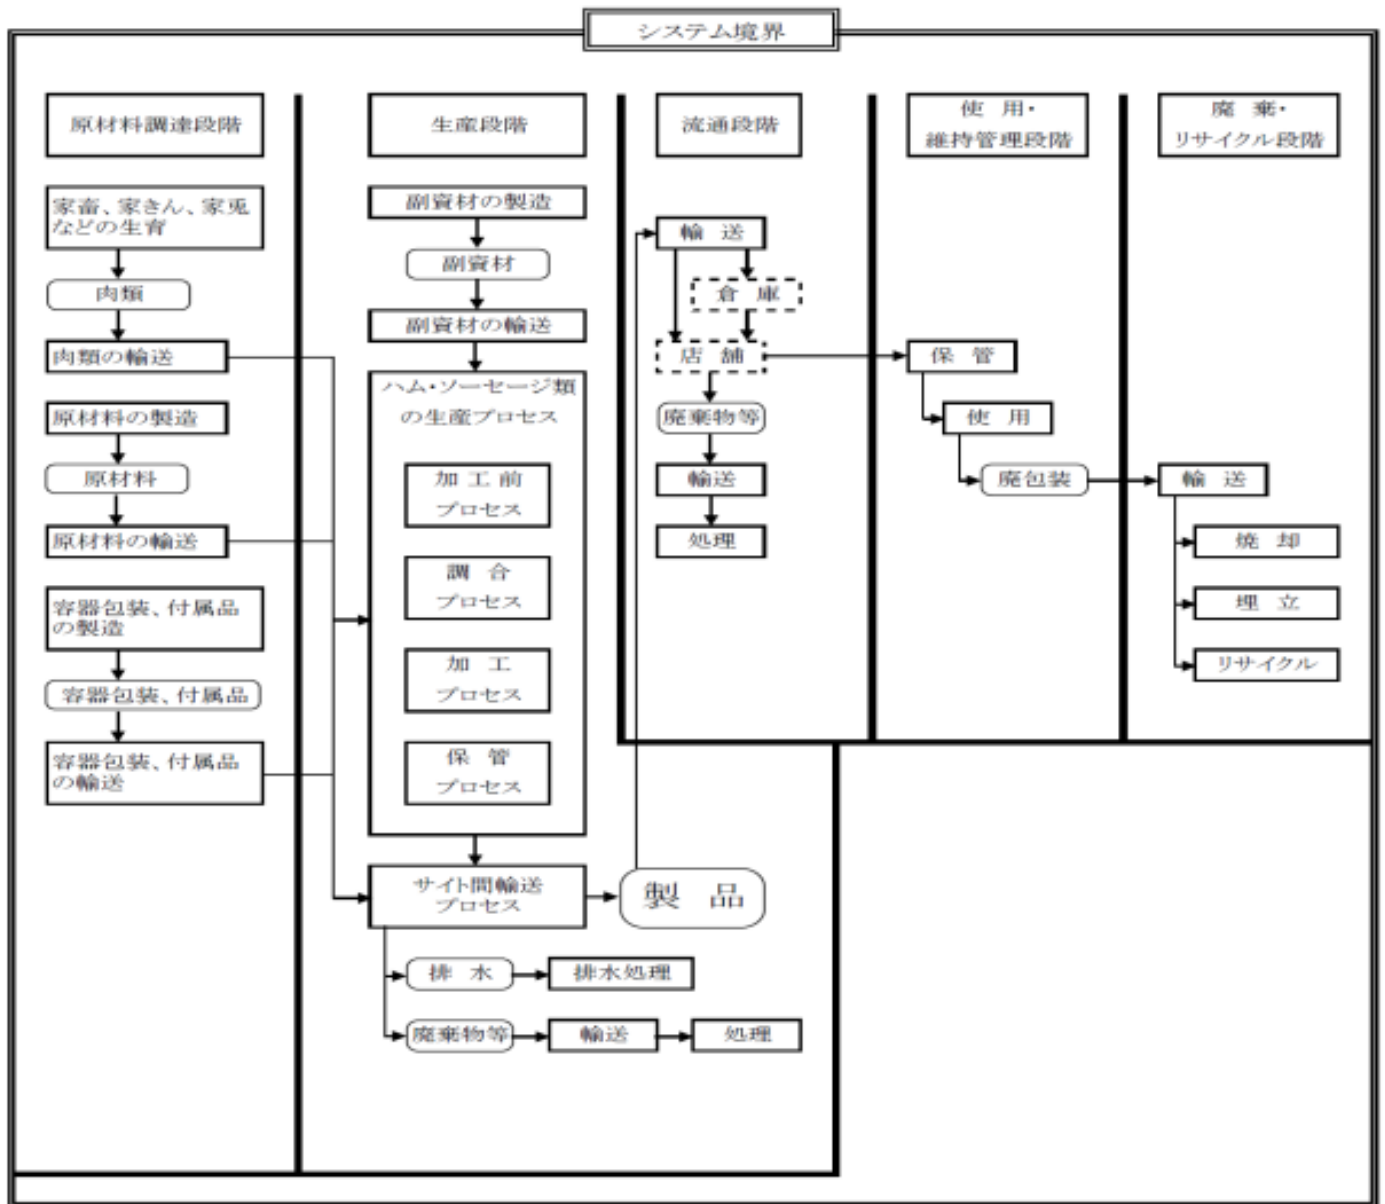 システム境界
原材料調達段階
家畜、家きん、家兎
などの生育
肉類
肉類の輸送
原材料の製造
原材料
原材料の輸送
容器包装、付属品
の製造
容器包装、付属品
容器包装、付属品
の輸送
生産段階
副資材の製造
副資材
副資材の輸送
ハム・ソーセージ類
の生産プロセス
加工前
プロセス
調合
プロセス
加工
プロセス
保管
プロセス
サイト間輸送
プロセス
製品
排水
排水処理
廃棄物等
輸送
処理
流通段階
輸送
倉庫
店舗
廃棄物等
輸送
処理
使用・
維持管理段階
保管
使用
廃包装
廃棄・
リサイクル段階
輸送
焼却
埋立
リサイクル